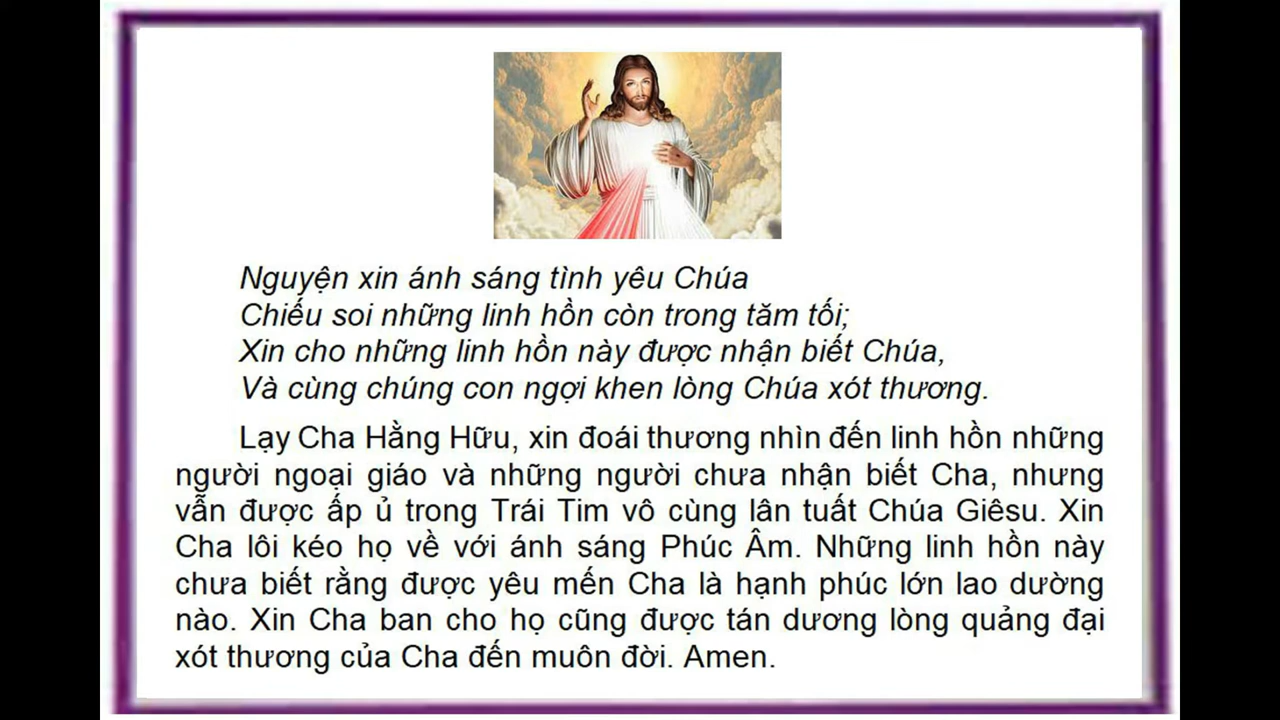 Nguyện xin ánh sáng tình yêu Chúa
Chiếu soi những linh hồn còn trong tăm tối;
Xin cho những linh hồn này được nhận biết Chúa,
Và cùng chúng con ngợi khen lòng Chúa xót thương.
Lạy Cha Hằng Hữu, xin đoái thương nhìn đến linh hồn những
người ngoại giáo và những người chưa nhận biết Cha, nhưng
vẫn được ấp ủ trong Trái Tim vô cùng lân tuất Chúa Giêsu. Xin
Cha lôi kéo họ về với ánh sáng Phúc Âm. Những linh hồn này
chưa biết rằng được yêu mến Cha là hạnh phúc lớn lao dường
nào. Xin Cha ban cho họ cũng được tán dương lòng quảng đại
xót thương của Cha đến muôn đời. Amen.